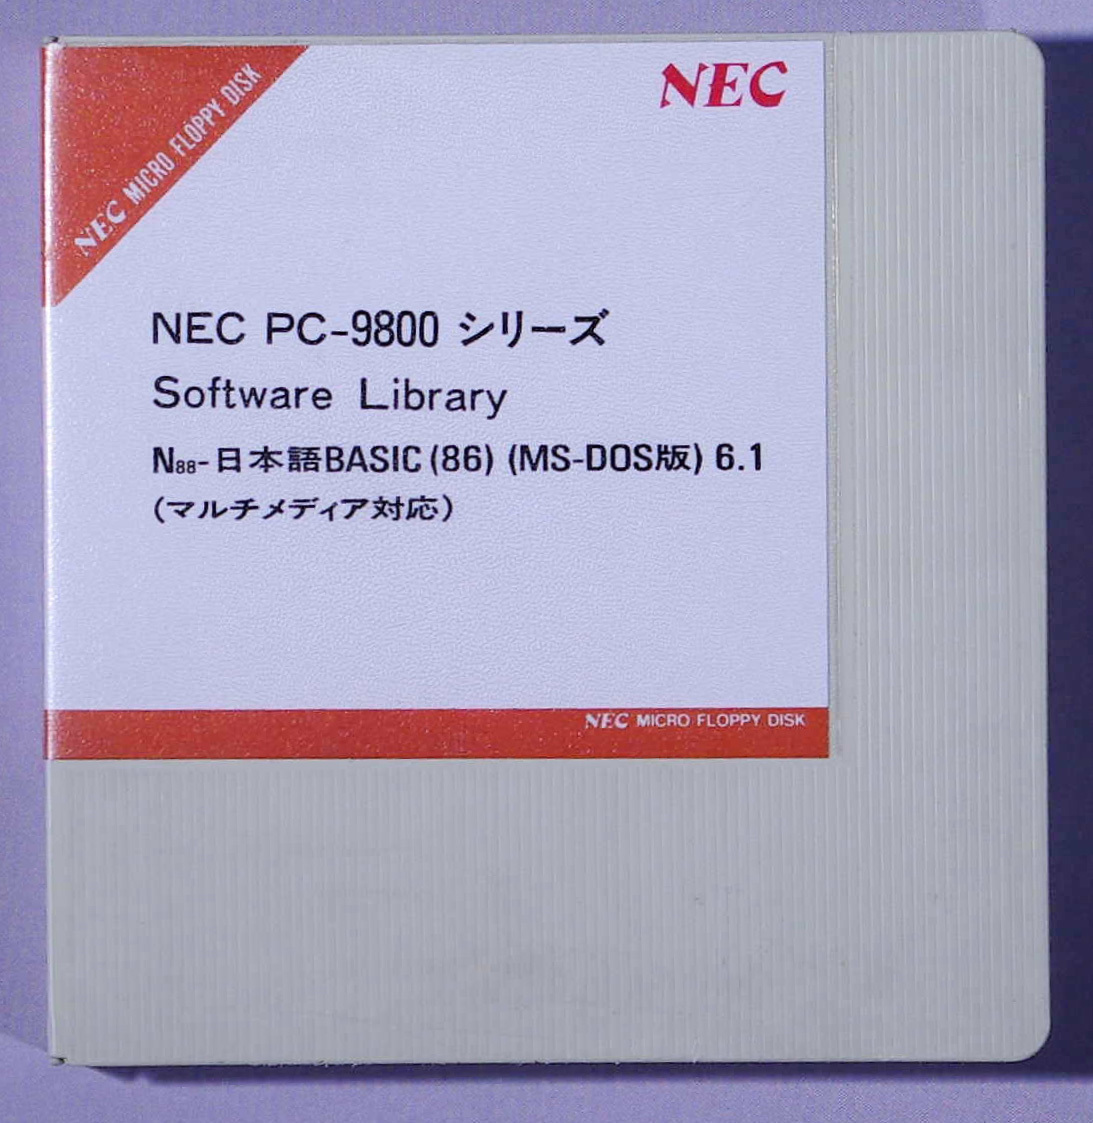 NEC MICRO FLOPPY DISK
NEC
NEC PC-9800 シリーズ
Software Library
N88-日本語BASIC(86) (MS-DOS版) 6.1
(マルチメディア対応)
NEC MICRO FLOPPY DISK